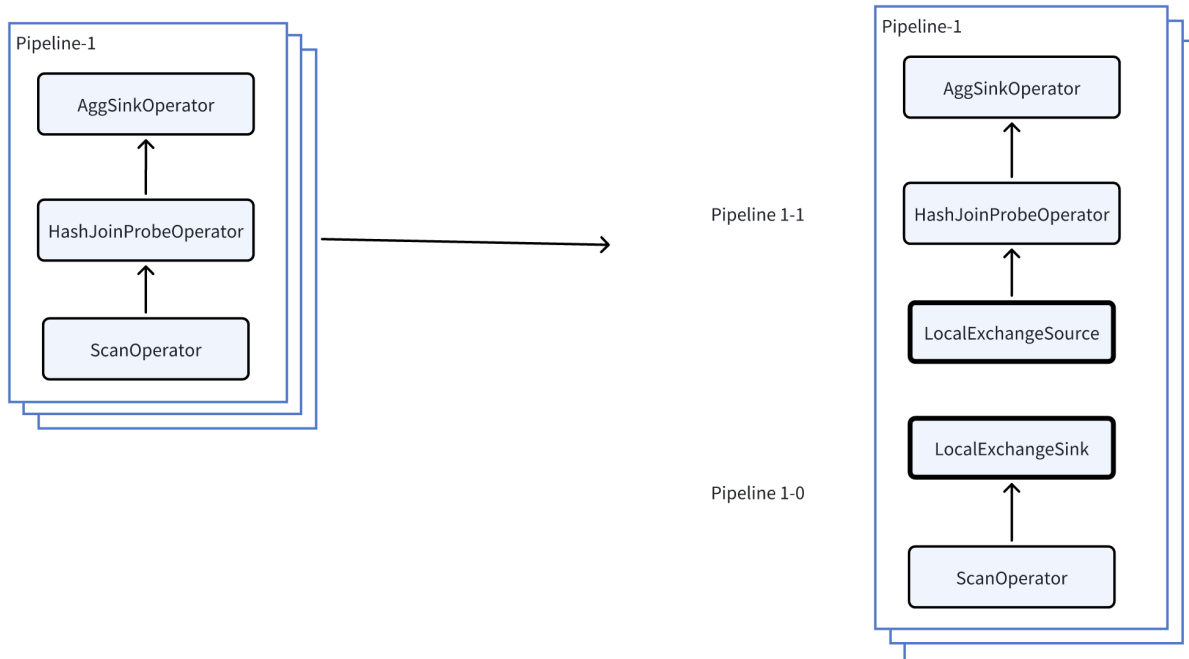 Pipeline-1
AggSinkOperator
HashJoinProbeOperator
ScanOperator
Pipeline 1-1
Pipeline 1-0
Pipeline-1
AggSinkOperator
HashJoinProbeOperator
LocalExchangeSource
LocalExchangeSink
ScanOperator